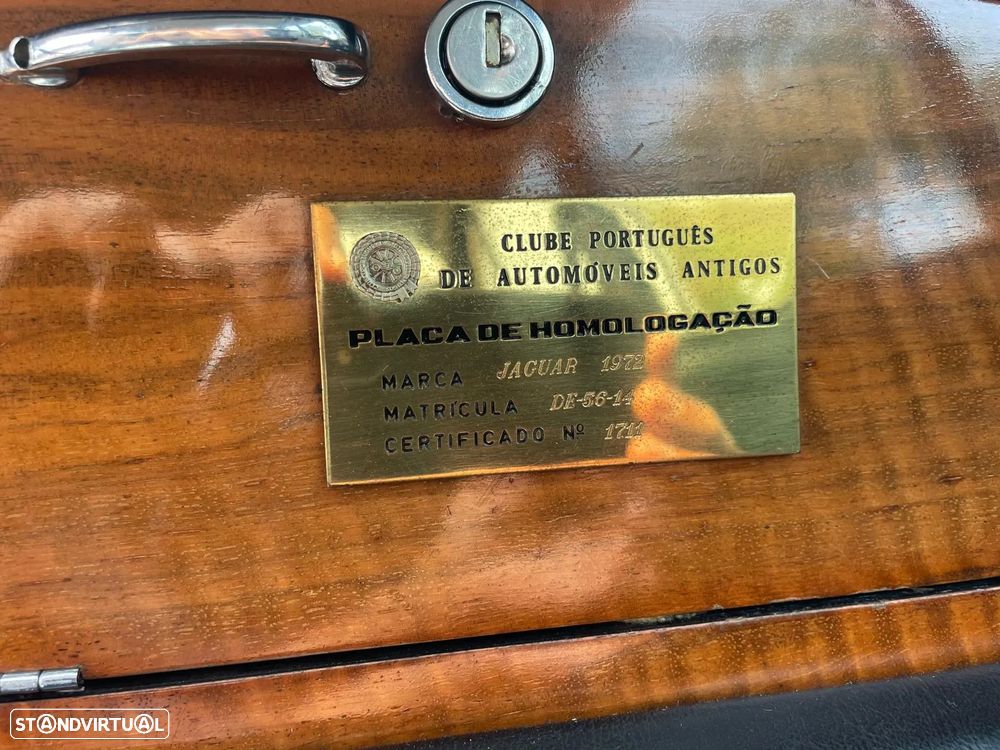 CLUBE PORTUGUÊS
DE AUTOMÓVEIS ANTIGOS
PLACA DE HOMOLOGAÇÃO
MARCA JAGUAR 1972
MATRÍCULA DE-56-14
CERTIFICADO Nº 1711
STANDVIRTUAL